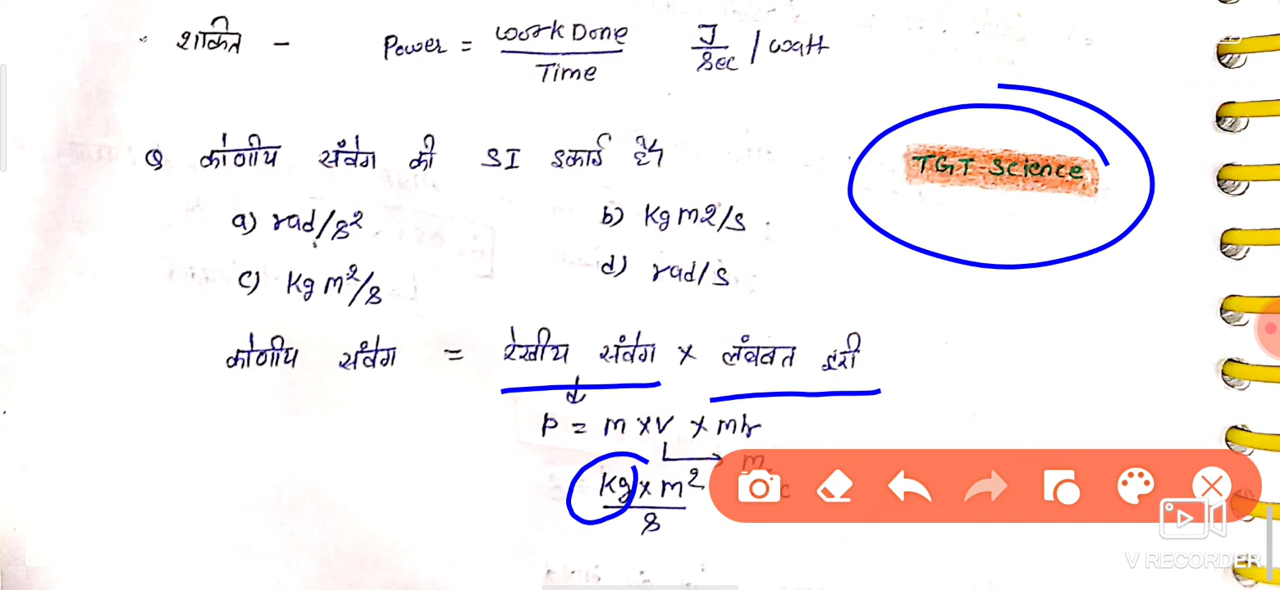 शक्ति - Power = Work Done / Time J / Sec / watt
Q कोणीय संवेग की SI इकाई है
TGT Science
a) rad/s² b) Kg m2/s
c) Kg m²/s d) rad/s
कोणीय संवेग = रेखीय संवेग × लंबवत दूरी
P = m × v × mtr
Kg × m² / s
V RECORDER